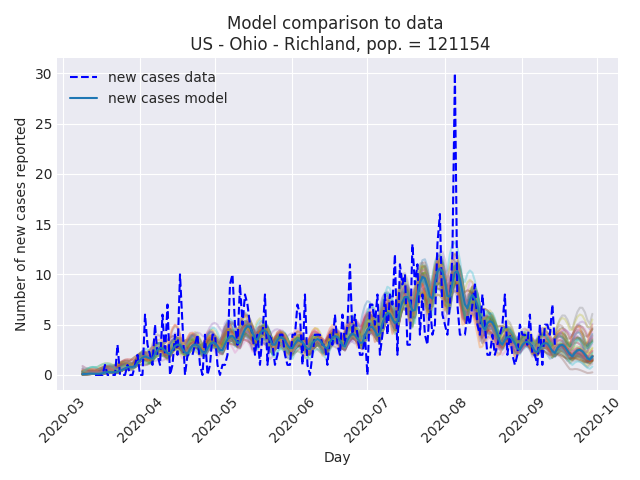 Model comparison to data
US - Ohio - Richland, pop. = 121154
new cases data
new cases model
Number of new cases reported
30
25
20
15
10
5
0
2020-03
2020-04
2020-05
2020-06
2020-07
2020-08
2020-09
2020-10
Day